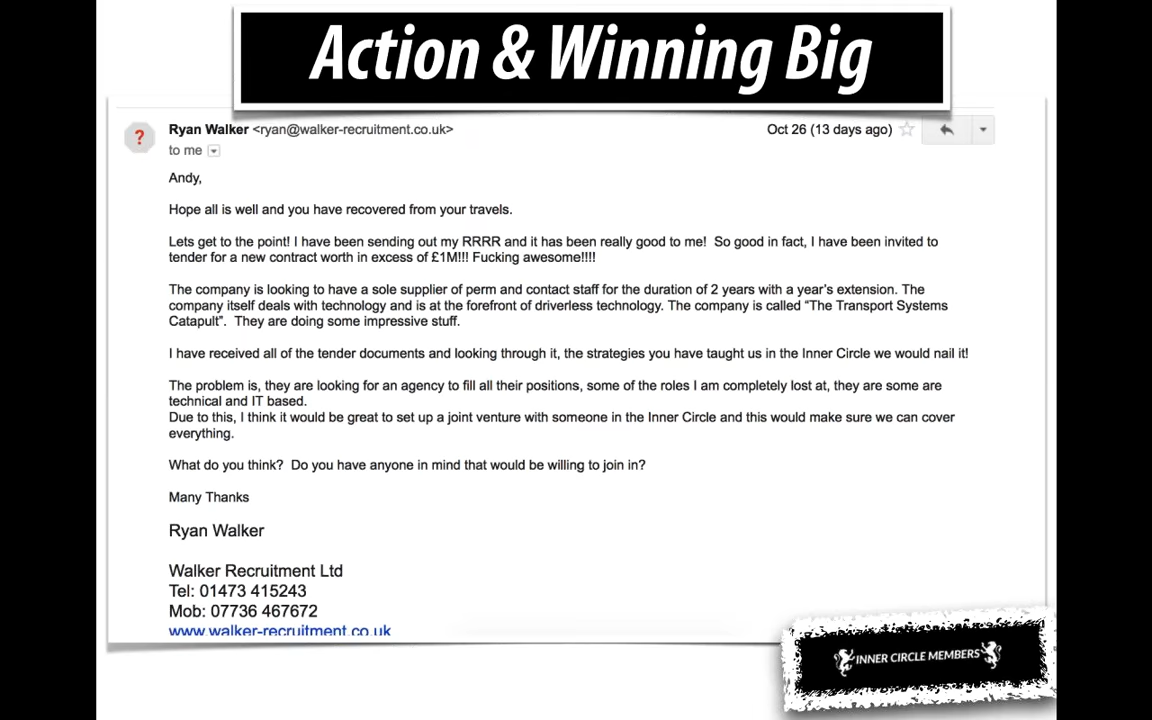 Action & Winning Big
?
Ryan Walker <ryan@walker-recruitment.co.uk>
Oct 26 (13 days ago)
to me
Andy,
Hope all is well and you have recovered from your travels.
Lets get to the point! I have been sending out my RRRR and it has been really good to me!  So good in fact, I have been invited to
tender for a new contract worth in excess of £1M!!! Fucking awesome!!!!
The company is looking to have a sole supplier of perm and contact staff for the duration of 2 years with a year’s extension. The
company itself deals with technology and is at the forefront of driverless technology. The company is called “The Transport Systems
Catapult”.  They are doing some impressive stuff.
I have received all of the tender documents and looking through it, the strategies you have taught us in the Inner Circle we would nail it!
The problem is, they are looking for an agency to fill all their positions, some of the roles I am completely lost at, they are some are
technical and IT based.
Due to this, I think it would be great to set up a joint venture with someone in the Inner Circle and this would make sure we can cover
everything.
What do you think?  Do you have anyone in mind that would be willing to join in?
Many Thanks
Ryan Walker
Walker Recruitment Ltd
Tel: 01473 415243
Mob: 07736 467672
www.walker-recruitment.co.uk
INNER CIRCLE MEMBERS